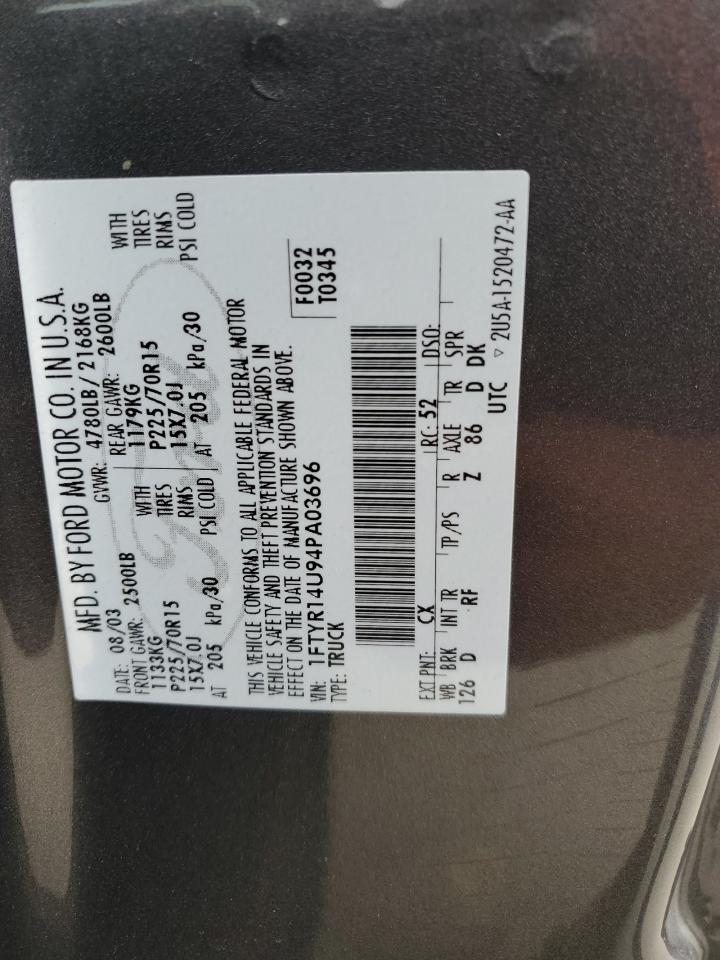 MFD. BY FORD MOTOR CO. IN U.S.A.
DATE: 08/03 GVWR: 4780LB/ 2168KG
FRONT GAWR: 2500LB REAR GAWR: 2600LB
1133KG WITH 1179KG WITH
P225/70R15 TIRES P225/70R15 TIRES
15X7.0J RIMS 15X7.0J RIMS
AT 205 kPa/30 PSI COLD AT 205 kPa/30 PSI COLD
THIS VEHICLE CONFORMS TO ALL APPLICABLE FEDERAL MOTOR
VEHICLE SAFETY AND THEFT PREVENTION STANDARDS IN
EFFECT ON THE DATE OF MANUFACTURE SHOWN ABOVE.
VIN: 1FTYR14U94PA03696 F0032
TYPE: TRUCK T0345
EXT PNT: CX RC: 52 DSO:
WB BRK INT TR TP/PS R AXLE TR SPR
126 D RF Z 86 D DK
UTC ▽ 2U5A-1520472-AA
Ford